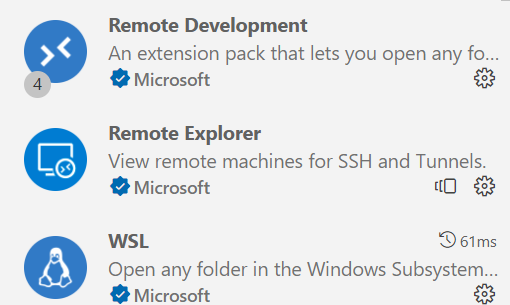 Remote Development
An extension pack that lets you open any fo...
4
Microsoft
Remote Explorer
View remote machines for SSH and Tunnels.
Microsoft
WSL
61ms
Open any folder in the Windows Subsystem...
Microsoft